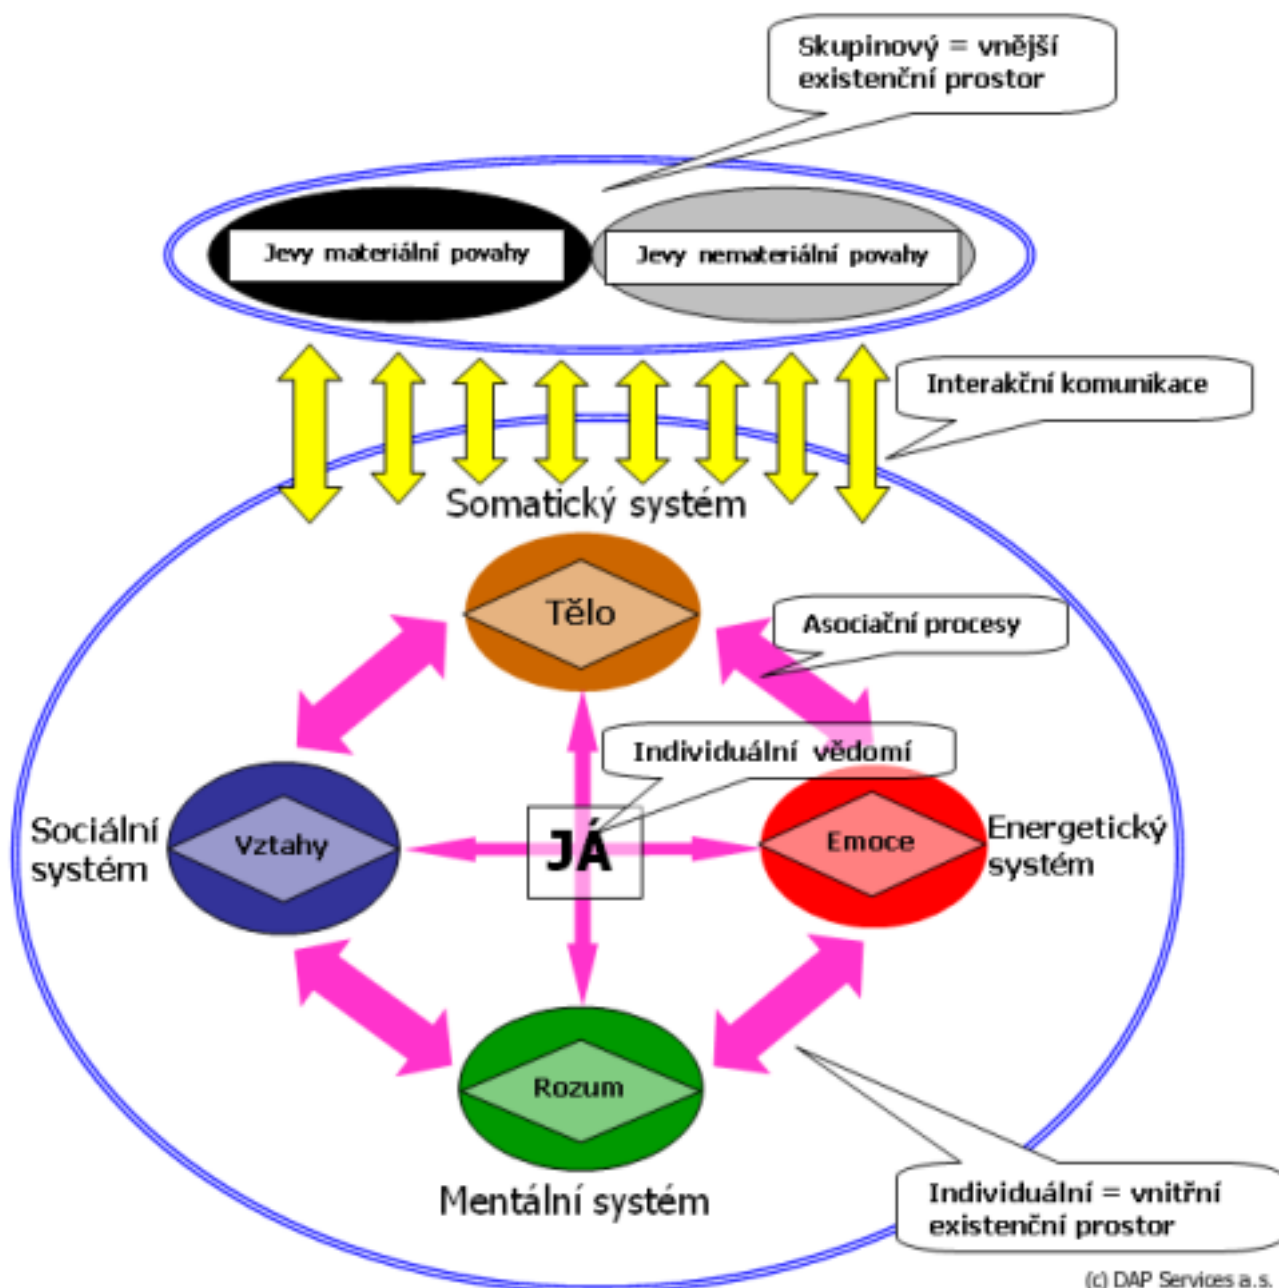 Skupinový = vnější
existenční prostor
Jevy materiální povahy
Jevy nemateriální povahy
Interakční komunikace
Somatický systém
Tělo
Asociační procesy
Individuální vědomí
Sociální
systém
Vztahy
JÁ
Emoce
Energetický
systém
Rozum
Mentální systém
Individuální = vnitřní
existenční prostor
(c) DAP Services a.s.